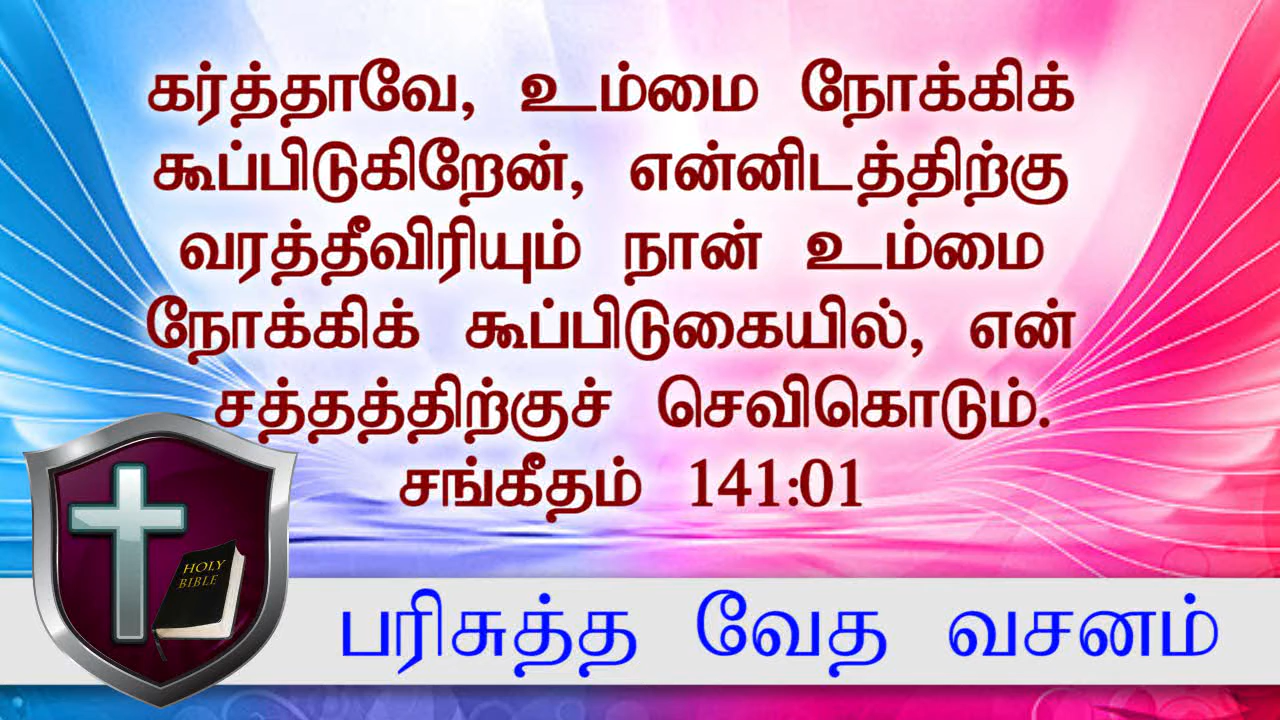 கர்த்தாவே, உம்மை நோக்கிக்
கூப்பிடுகிறேன், என்னிடத்திற்கு
வரத்தீவிரியும் நான் உம்மை
நோக்கிக் கூப்பிடுகையில், என்
சத்தத்திற்குச் செவிகொடும்.
சங்கீதம் 141:01
HOLY
BIBLE
பரிசுத்த வேத வசனம்